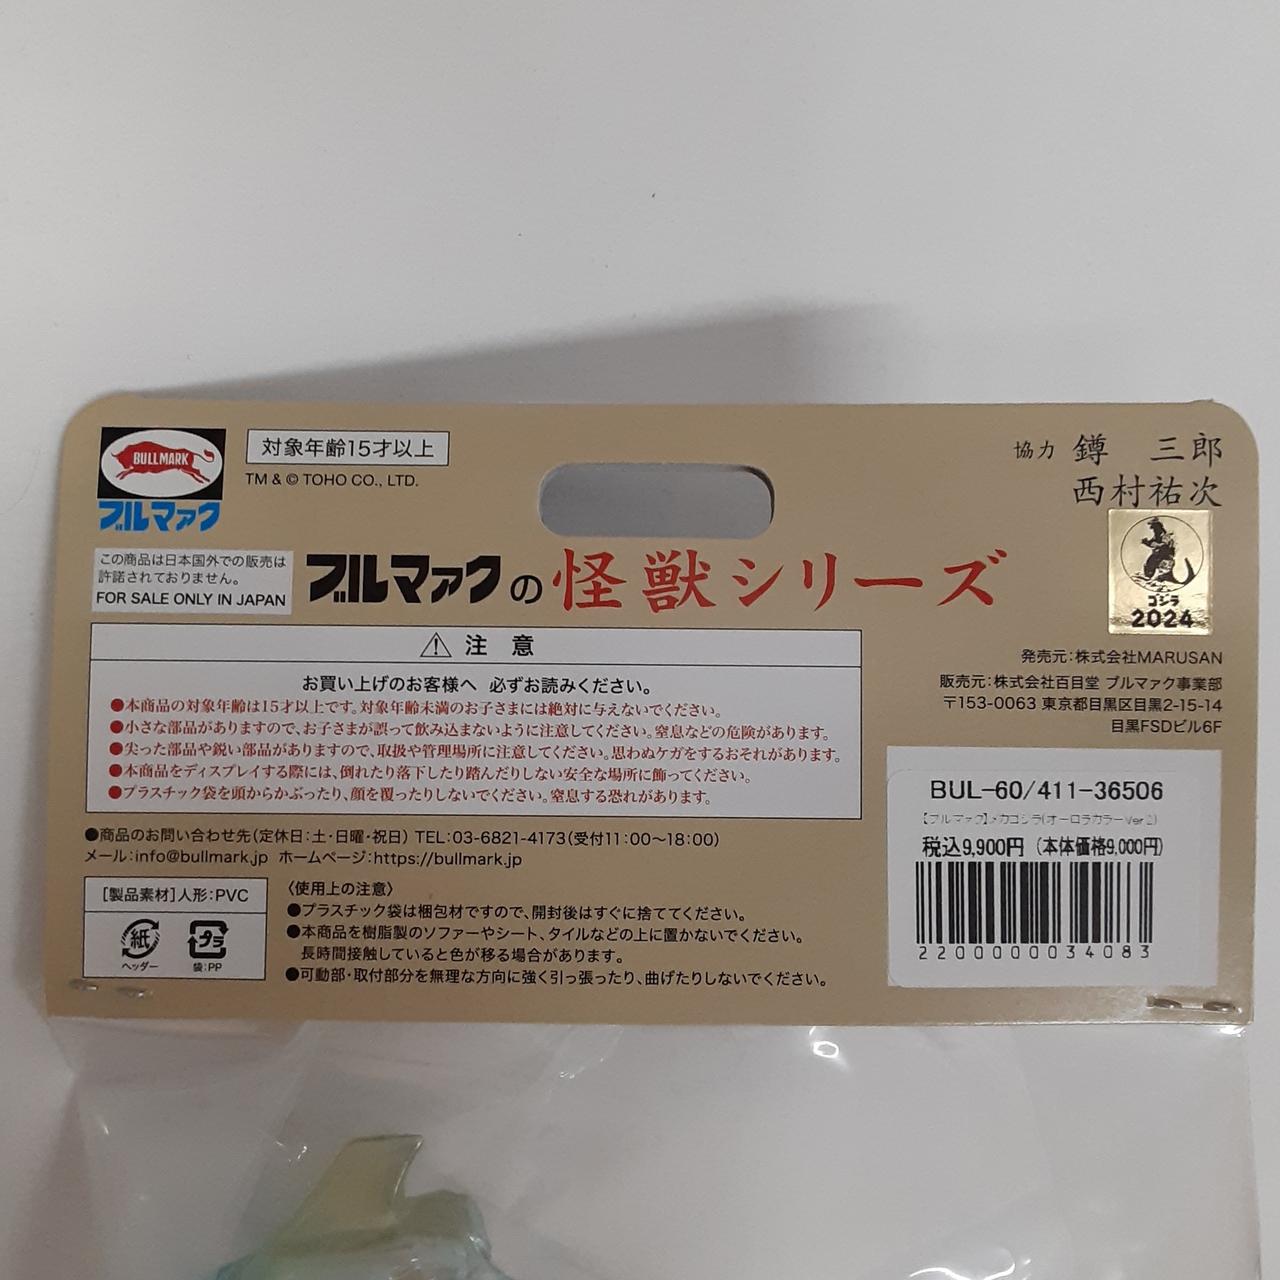 BULLMARK
ブルマァク
対象年齢15才以上
TM & © TOHO CO., LTD.
協力 鐏 三郎
西村祐次
この商品は日本国外での販売は
許諾されておりません。
FOR SALE ONLY IN JAPAN
ブルマァクの怪獣シリーズ
ゴジラ
2024
⚠ 注 意
お買い上げのお客様へ 必ずお読みください。
●本商品の対象年齢は15才以上です。対象年齢未満のお子さまには絶対に与えないでください。
●小さな部品がありますので、お子さまが誤って飲み込まないように注意してください。窒息などの危険があります。
●尖った部品や鋭い部品がありますので、取扱や管理場所に注意してください。思わぬケガをするおそれがあります。
●本商品をディスプレイする際には、倒れたり落下したり踏んだりしない安全な場所に飾ってください。
●プラスチック袋を頭からかぶったり、顔を覆ったりしないでください。窒息する恐れがあります。
発売元:株式会社MARUSAN
販売元:株式会社百目堂 ブルマァク事業部
〒153-0063 東京都目黒区目黒2-15-14
目黒FSDビル6F
●商品のお問い合わせ先(定休日:土・日曜・祝日) TEL:03-6821-4173(受付11:00〜18:00)
メール:info@bullmark.jp ホームページ:https://bullmark.jp
[製品素材]人形:PVC
紙
ヘッダー
プラ
袋:PP
〈使用上の注意〉
●プラスチック袋は梱包材ですので、開封後はすぐに捨ててください。
●本商品を樹脂製のソファーやシート、タイルなどの上に置かないでください。
長時間接触していると色が移る場合があります。
●可動部・取付部分を無理な方向に強く引っ張ったり、曲げたりしないでください。
BUL-60/411-36506
【ブルマァク】メカゴジラ(オーロラカラーVer.2)
税込9,900円 (本体価格9,000円)
2200000034083